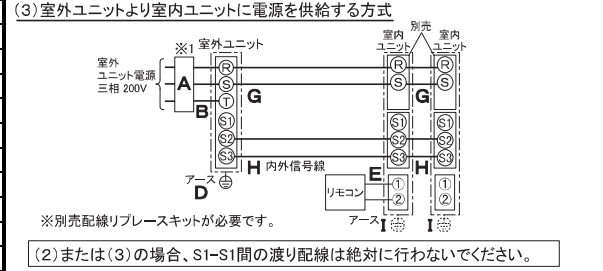 (3)室外ユニットより室内ユニットに電源を供給する方式
※1
室外ユニット
別売
室内
ユニット
室内
ユニット
室外
ユニット電源
三相 200V
A
B
R
S
T
S1
S2
S3
G
H 内外信号線
アース
D
R
S
S1
S2
S3
①
②
G
H
R
S
S1
S2
S3
①
②
E
リモコン
アース I
I
※別売配線リプレースキットが必要です。
(2)または(3)の場合、S1-S1間の渡り配線は絶対に行わないでください。